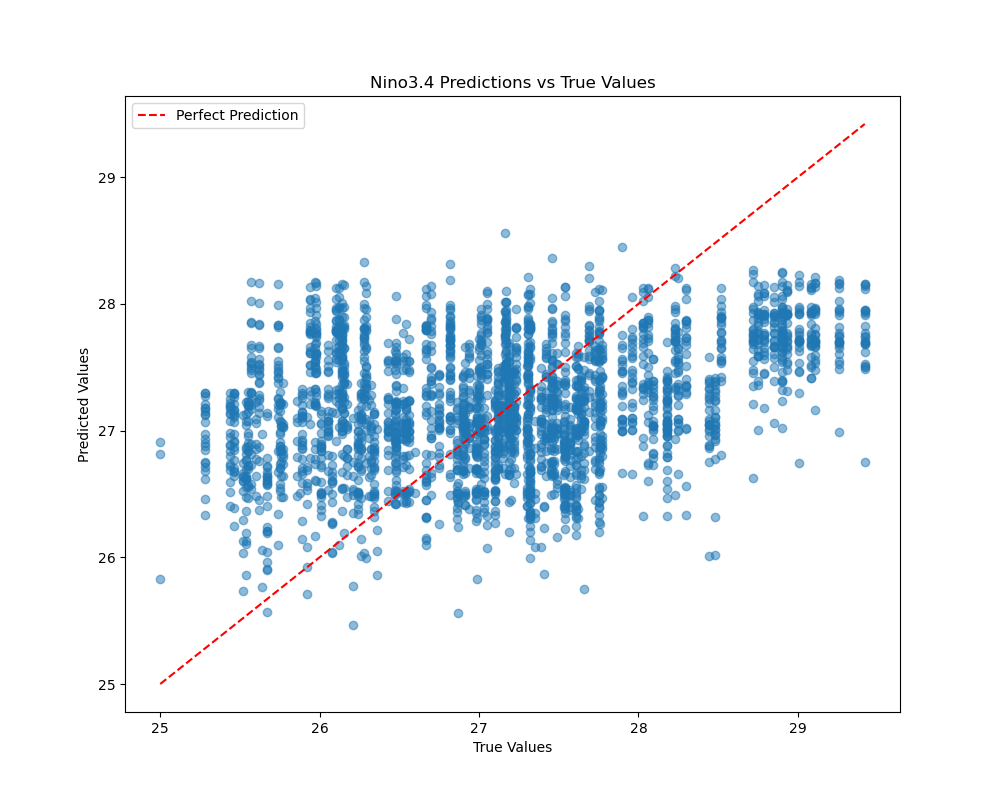 Nino3.4 Predictions vs True Values
Perfect Prediction
29
28
27
26
25
Predicted Values
25 26 27 28 29
True Values